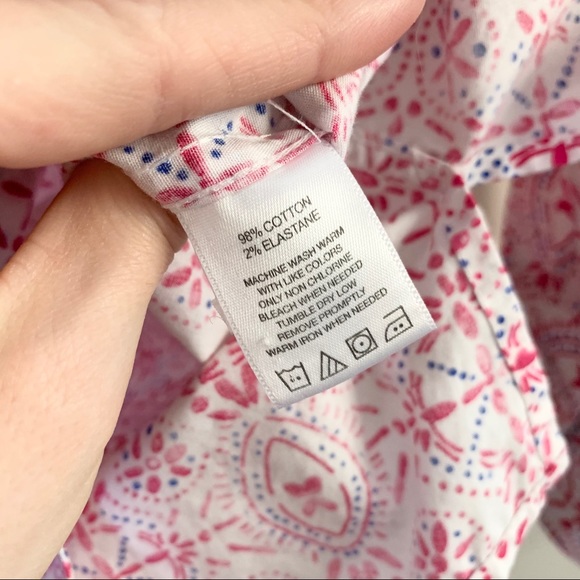 98% COTTON
2% ELASTANE
MACHINE WASH WARM
WITH LIKE COLORS
ONLY NON CHLORINE
BLEACH WHEN NEEDED
TUMBLE DRY LOW
REMOVE PROMPTLY
WARM IRON WHEN NEEDED